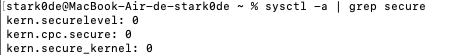 [stark0de@MacBook-Air-de-stark0de ~ % sysctl -a | grep secure
kern.securelevel: 0
kern.cpc.secure: 0
kern.secure_kernel: 0